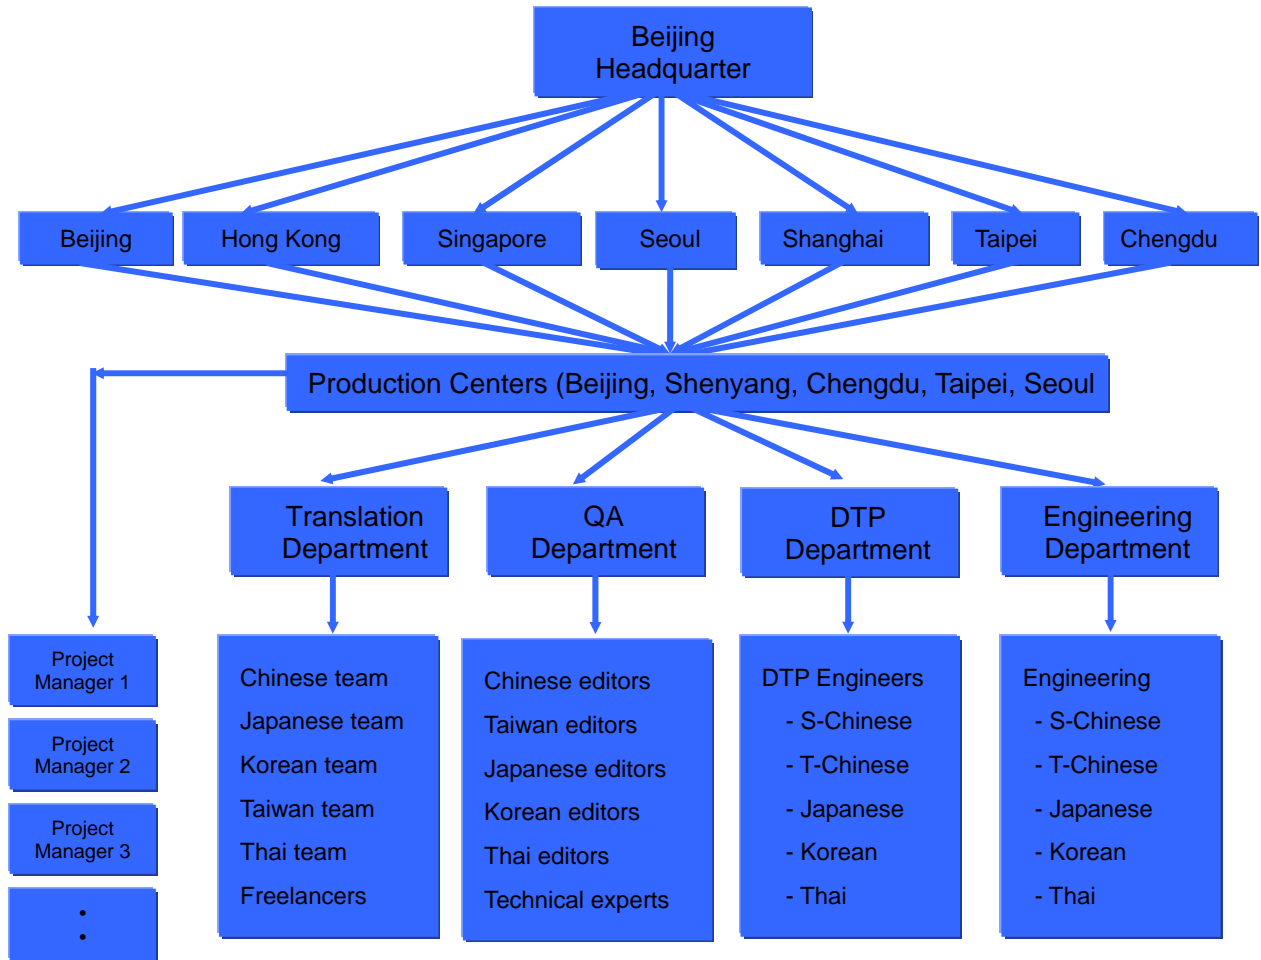 Beijing
Headquarter
Beijing
Hong Kong
Singapore
Seoul
Shanghai
Taipei
Chengdu
Production Centers (Beijing, Shenyang, Chengdu, Taipei, Seoul
Translation
Department
QA
Department
DTP
Department
Engineering
Department
Project
Manager 1
Project
Manager 2
Project
Manager 3
•
•
Chinese team
Japanese team
Korean team
Taiwan team
Thai team
Freelancers
Chinese editors
Taiwan editors
Japanese editors
Korean editors
Thai editors
Technical experts
DTP Engineers
- S-Chinese
- T-Chinese
- Japanese
- Korean
- Thai
Engineering
- S-Chinese
- T-Chinese
- Japanese
- Korean
- Thai